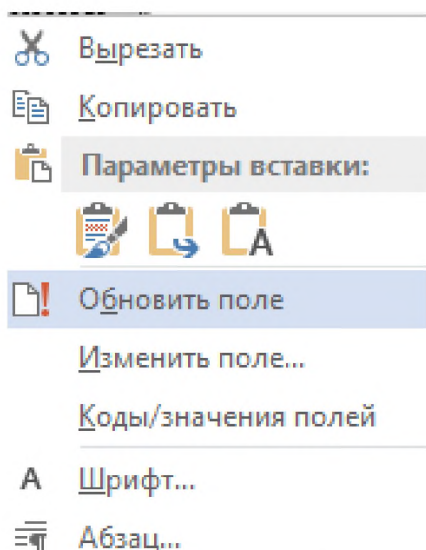 Вырезать
Копировать
Параметры вставки:
Обновить поле
Изменить поле...
Коды/значения полей
Шрифт...
Абзац...